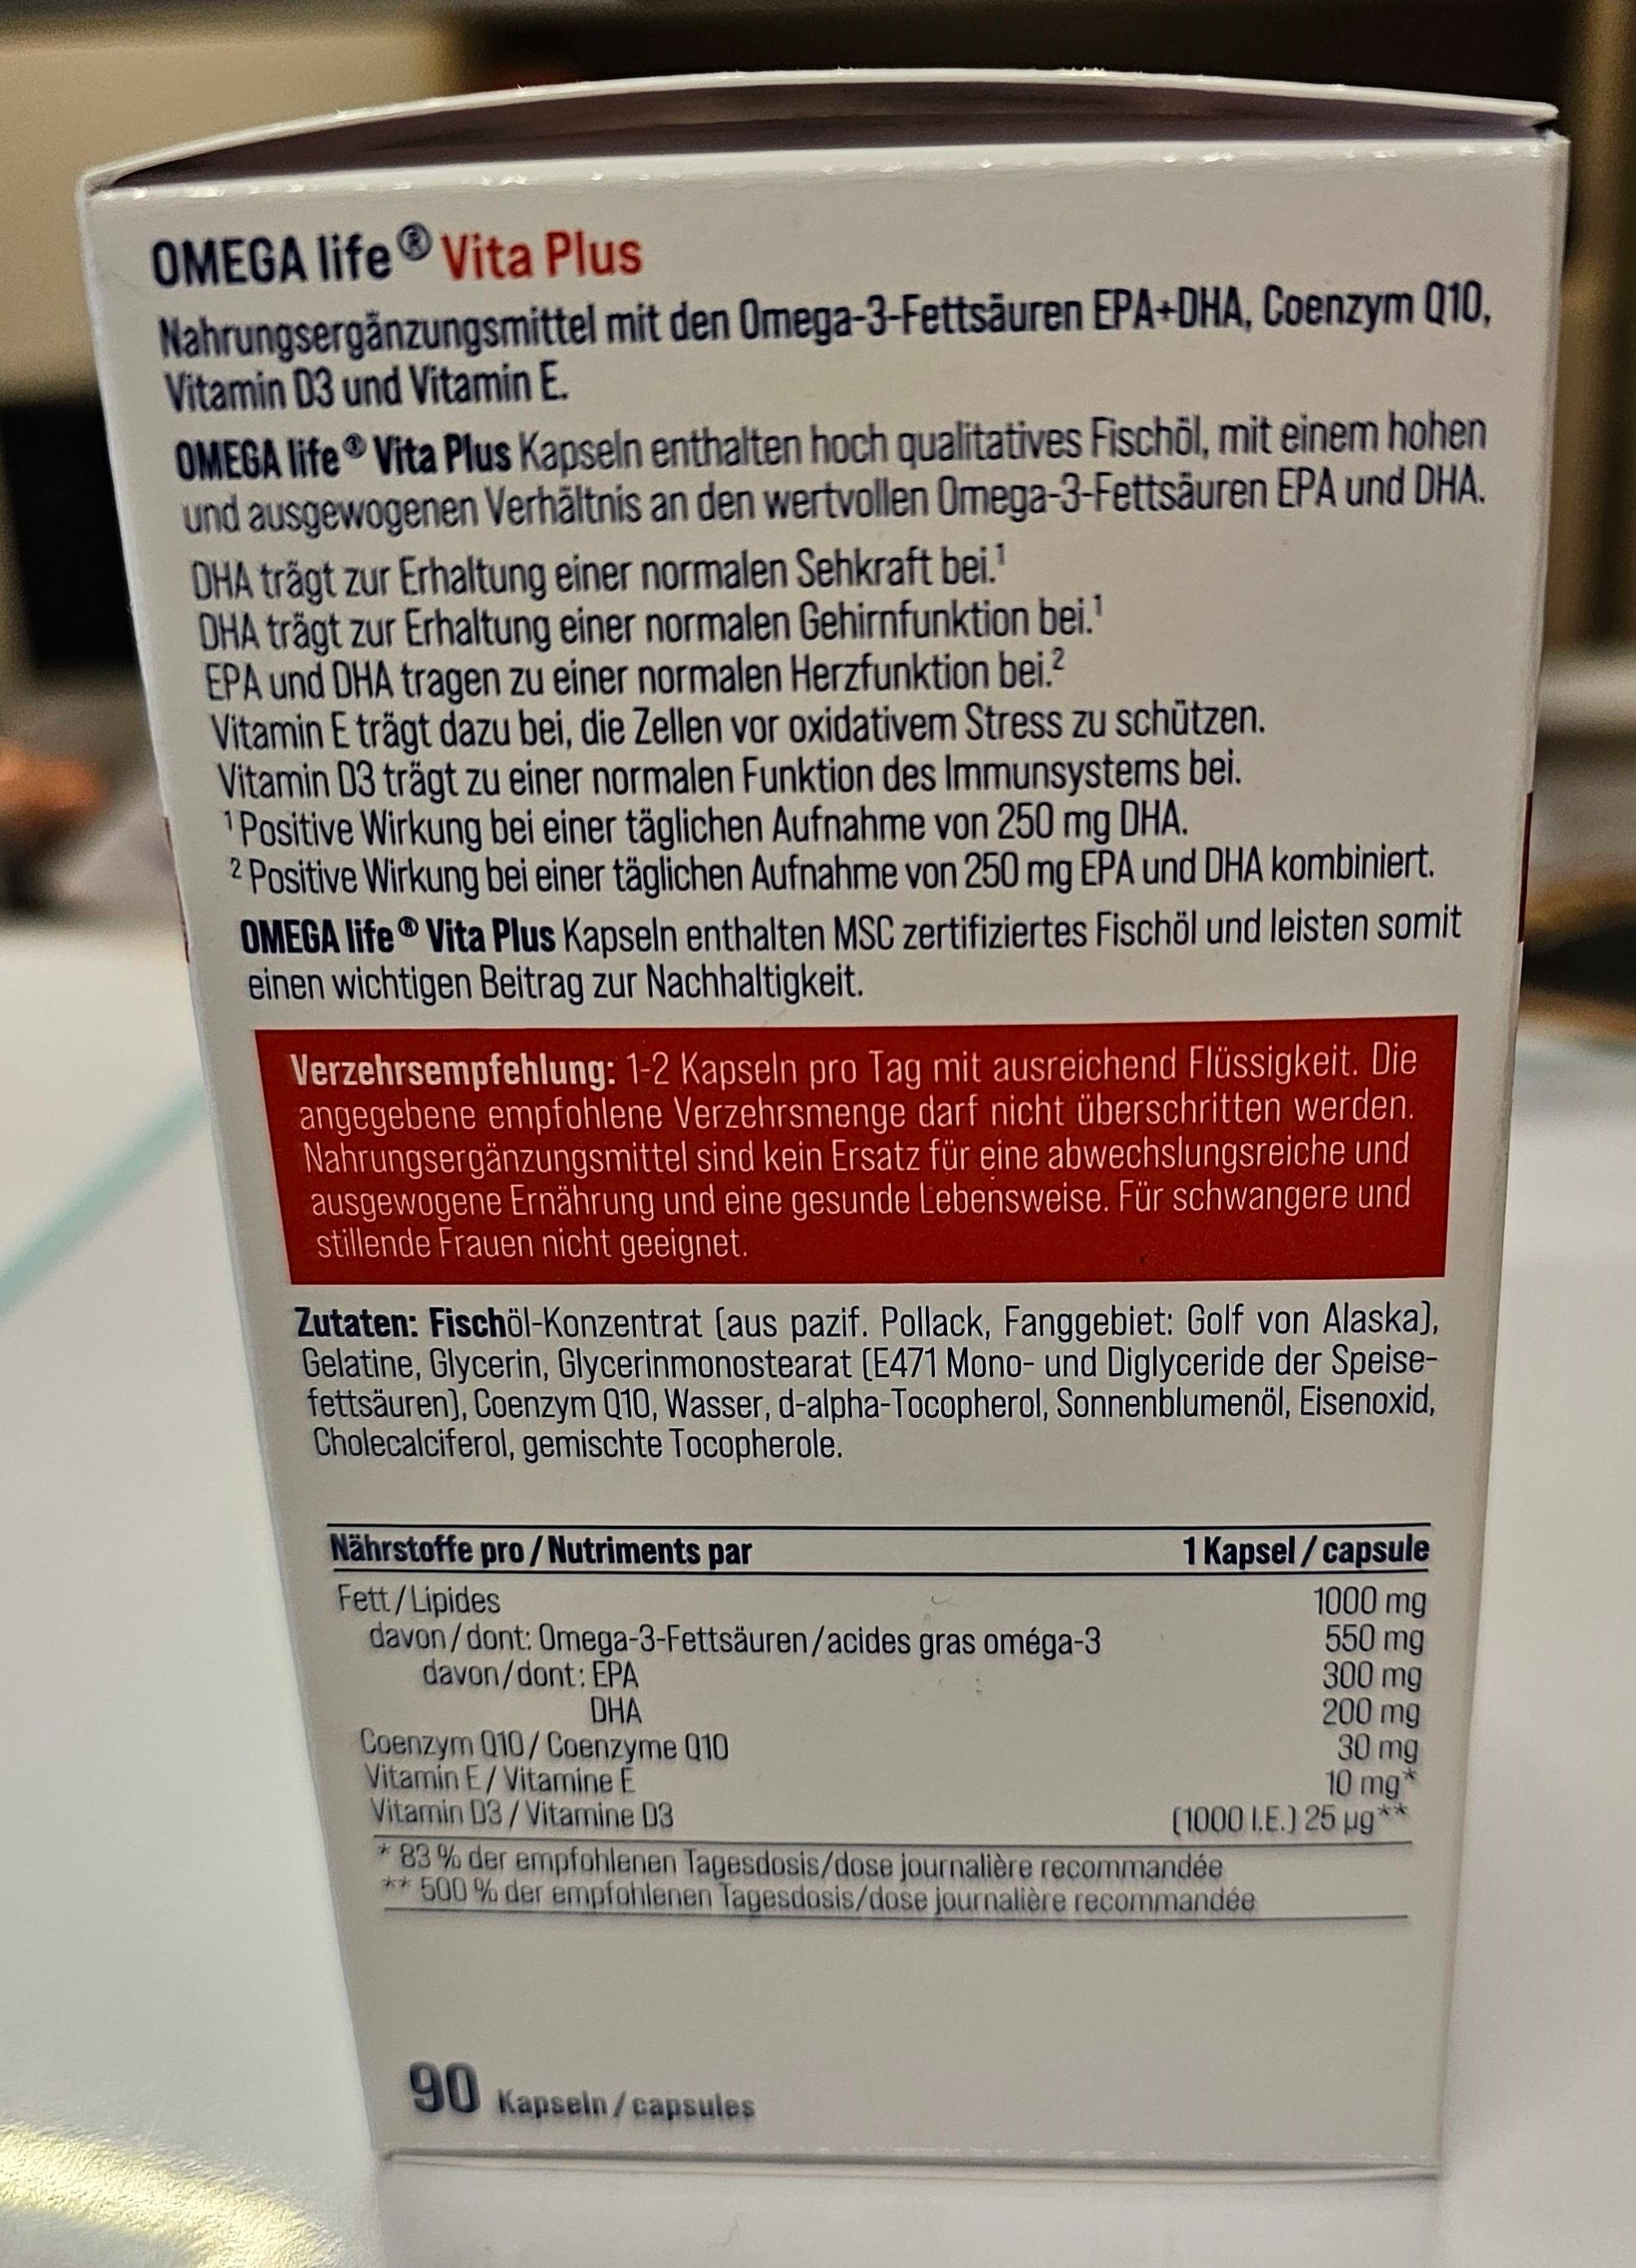 OMEGA life® Vita Plus
Nahrungsergänzungsmittel mit den Omega-3-Fettsäuren EPA+DHA, Coenzym Q10,
Vitamin D3 und Vitamin E.
OMEGA life® Vita Plus Kapseln enthalten hoch qualitatives Fischöl, mit einem hohen
und ausgewogenen Verhältnis an den wertvollen Omega-3-Fettsäuren EPA und DHA.
DHA trägt zur Erhaltung einer normalen Sehkraft bei.¹
DHA trägt zur Erhaltung einer normalen Gehirnfunktion bei.¹
EPA und DHA tragen zu einer normalen Herzfunktion bei.²
Vitamin E trägt dazu bei, die Zellen vor oxidativem Stress zu schützen.
Vitamin D3 trägt zu einer normalen Funktion des Immunsystems bei.
¹ Positive Wirkung bei einer täglichen Aufnahme von 250 mg DHA.
² Positive Wirkung bei einer täglichen Aufnahme von 250 mg EPA und DHA kombiniert.
OMEGA life® Vita Plus Kapseln enthalten MSC zertifiziertes Fischöl und leisten somit
einen wichtigen Beitrag zur Nachhaltigkeit.
Verzehrsempfehlung: 1-2 Kapseln pro Tag mit ausreichend Flüssigkeit. Die
angegebene empfohlene Verzehrsmenge darf nicht überschritten werden.
Nahrungsergänzungsmittel sind kein Ersatz für eine abwechslungsreiche und
ausgewogene Ernährung und eine gesunde Lebensweise. Für schwangere und
stillende Frauen nicht geeignet.
Zutaten: Fischöl-Konzentrat (aus pazif. Pollack, Fanggebiet: Golf von Alaska),
Gelatine, Glycerin, Glycerinmonostearat (E471 Mono- und Diglyceride der Speise-
fettsäuren), Coenzym Q10, Wasser, d-alpha-Tocopherol, Sonnenblumenöl, Eisenoxid,
Cholecalciferol, gemischte Tocopherole.
Nährstoffe pro / Nutriments par 1 Kapsel / capsule
Fett / Lipides 1000 mg
davon / dont: Omega-3-Fettsäuren / acides gras oméga-3 550 mg
davon / dont: EPA 300 mg
DHA 200 mg
Coenzym Q10 / Coenzyme Q10 30 mg
Vitamin E / Vitamine E 10 mg*
Vitamin D3 / Vitamine D3 (1000 I.E.) 25 µg**
* 83 % der empfohlenen Tagesdosis/dose journalière recommandée
** 500 % der empfohlenen Tagesdosis/dose journalière recommandée
90 Kapseln / capsules